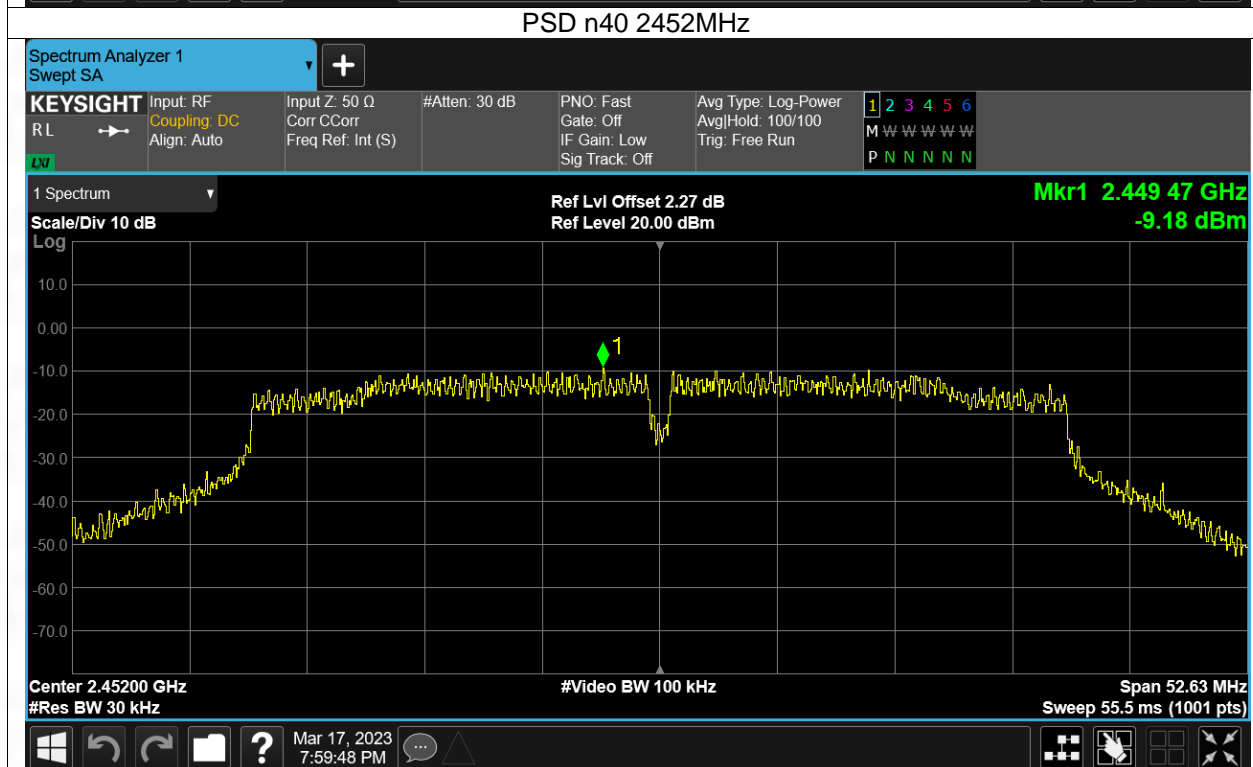 PSD n40 2452MHz
Spectrum Analyzer 1
Swept SA
KEYSIGHT
RL
LXI
Input: RF
Coupling: DC
Align: Auto
Input Z: 50 Ω
Corr CCorr
Freq Ref: Int (S)
#Atten: 30 dB
PNO: Fast
Gate: Off
IF Gain: Low
Sig Track: Off
Avg Type: Log-Power
Avg|Hold: 100/100
Trig: Free Run
1 2 3 4 5 6
M W W W W W
P N N N N N
1 Spectrum
Scale/Div 10 dB
Log
Ref Lvl Offset 2.27 dB
Ref Level 20.00 dBm
Mkr1 2.449 47 GHz
-9.18 dBm
10.0
0.00
-10.0
-20.0
-30.0
-40.0
-50.0
-60.0
-70.0
1
Center 2.45200 GHz
#Res BW 30 kHz
#Video BW 100 kHz
Span 52.63 MHz
Sweep 55.5 ms (1001 pts)
?
Mar 17, 2023
7:59:48 PM